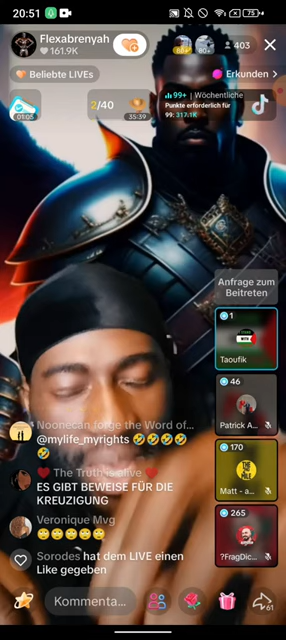 20:51
75
Flexabrenyah
161.9K
403
Beliebte LIVEs
Erkunden >
01:05
2/40
35:39
99+ | Wöchentliche
Punkte erforderlich für
99: 317.1K
Anfrage zum
Beitreten
1
Taoufik
46
Patrick A...
170
Matt - a...
265
?FragDic...
Noonecan forge the Word of...
@mylife_myrights 🤣🤣🤣🤣
🤣
❤️ The Truth is alive ❤️
ES GIBT BEWEISE FÜR DIE
KREUZIGUNG
Veronique Mvg
🙄🙄🙄🙄🙄
Sorodes hat dem LIVE einen
Like gegeben
Kommenta...
61